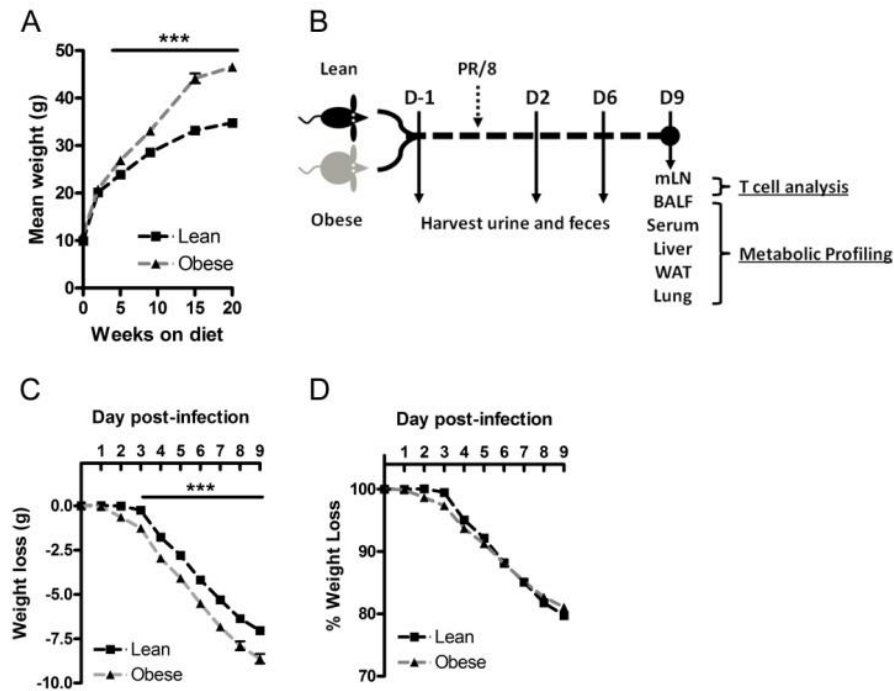 A
***
50
40
30
20
10
0
Mean weight (g)
Lean
Obese
0 5 10 15 20
Weeks on diet
B
Lean
PR/8
D-1
D2
D6
D9
Obese
Harvest urine and feces
mLN
BALF
Serum
Liver
WAT
Lung
T cell analysis
Metabolic Profiling
C
Day post-infection
1 2 3 4 5 6 7 8 9
***
0.0
-2.5
-5.0
-7.5
-10.0
Weight loss (g)
Lean
Obese
D
Day post-infection
1 2 3 4 5 6 7 8 9
100
90
80
70
% Weight Loss
Lean
Obese